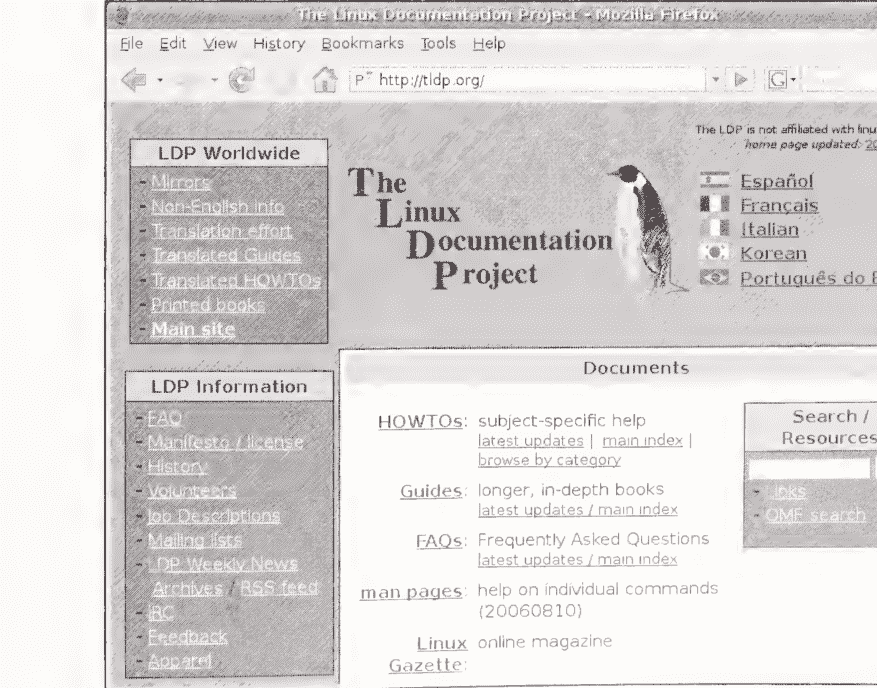 The Linux Documentation Project - Mozilla Firefox
File Edit View History Bookmarks Tools Help
http://tldp.org/
The LDP is not affiliated with linu
home page updated: 20
LDP Worldwide
- Mirrors
- Non-English info
- Translation effort
- Translated Guides
- Translated HOWTOs
- Printed books
- Main site
The
Linux
Documentation
Project
Español
Français
Italian
Korean
Português do B
LDP Information
- FAQ
- Manifesto / license
- History
- Volunteers
- Job Descriptions
- Mailing lists
- LDP Weekly News
Archives / RSS feed
- IRC
- Feedback
- Apparel
Documents
HOWTOs: subject-specific help
latest updates | main index |
browse by category
Guides: longer, in-depth books
latest updates / main index
FAQs: Frequently Asked Questions
latest updates / main index
man pages: help on individual commands
(20060810)
Linux online magazine
Gazette:
Search /
Resources
- Links
- OMF search